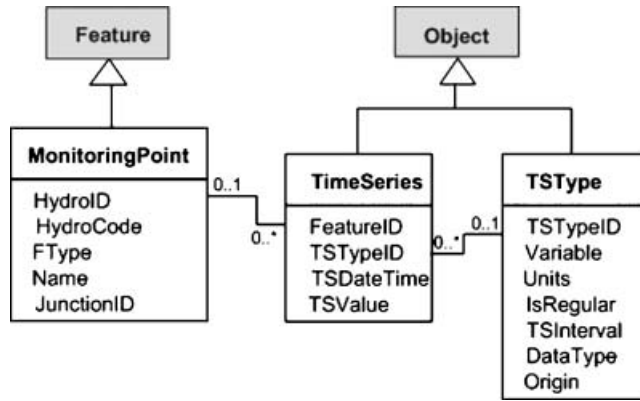 Feature
Object
MonitoringPoint
HydroID
HydroCode
FType
Name
JunctionID
0..1
0..*
TimeSeries
FeatureID
TSTypeID
TSDateTime
TSValue
0..*
0..1
TSType
TSTypeID
Variable
Units
IsRegular
TSInterval
DataType
Origin